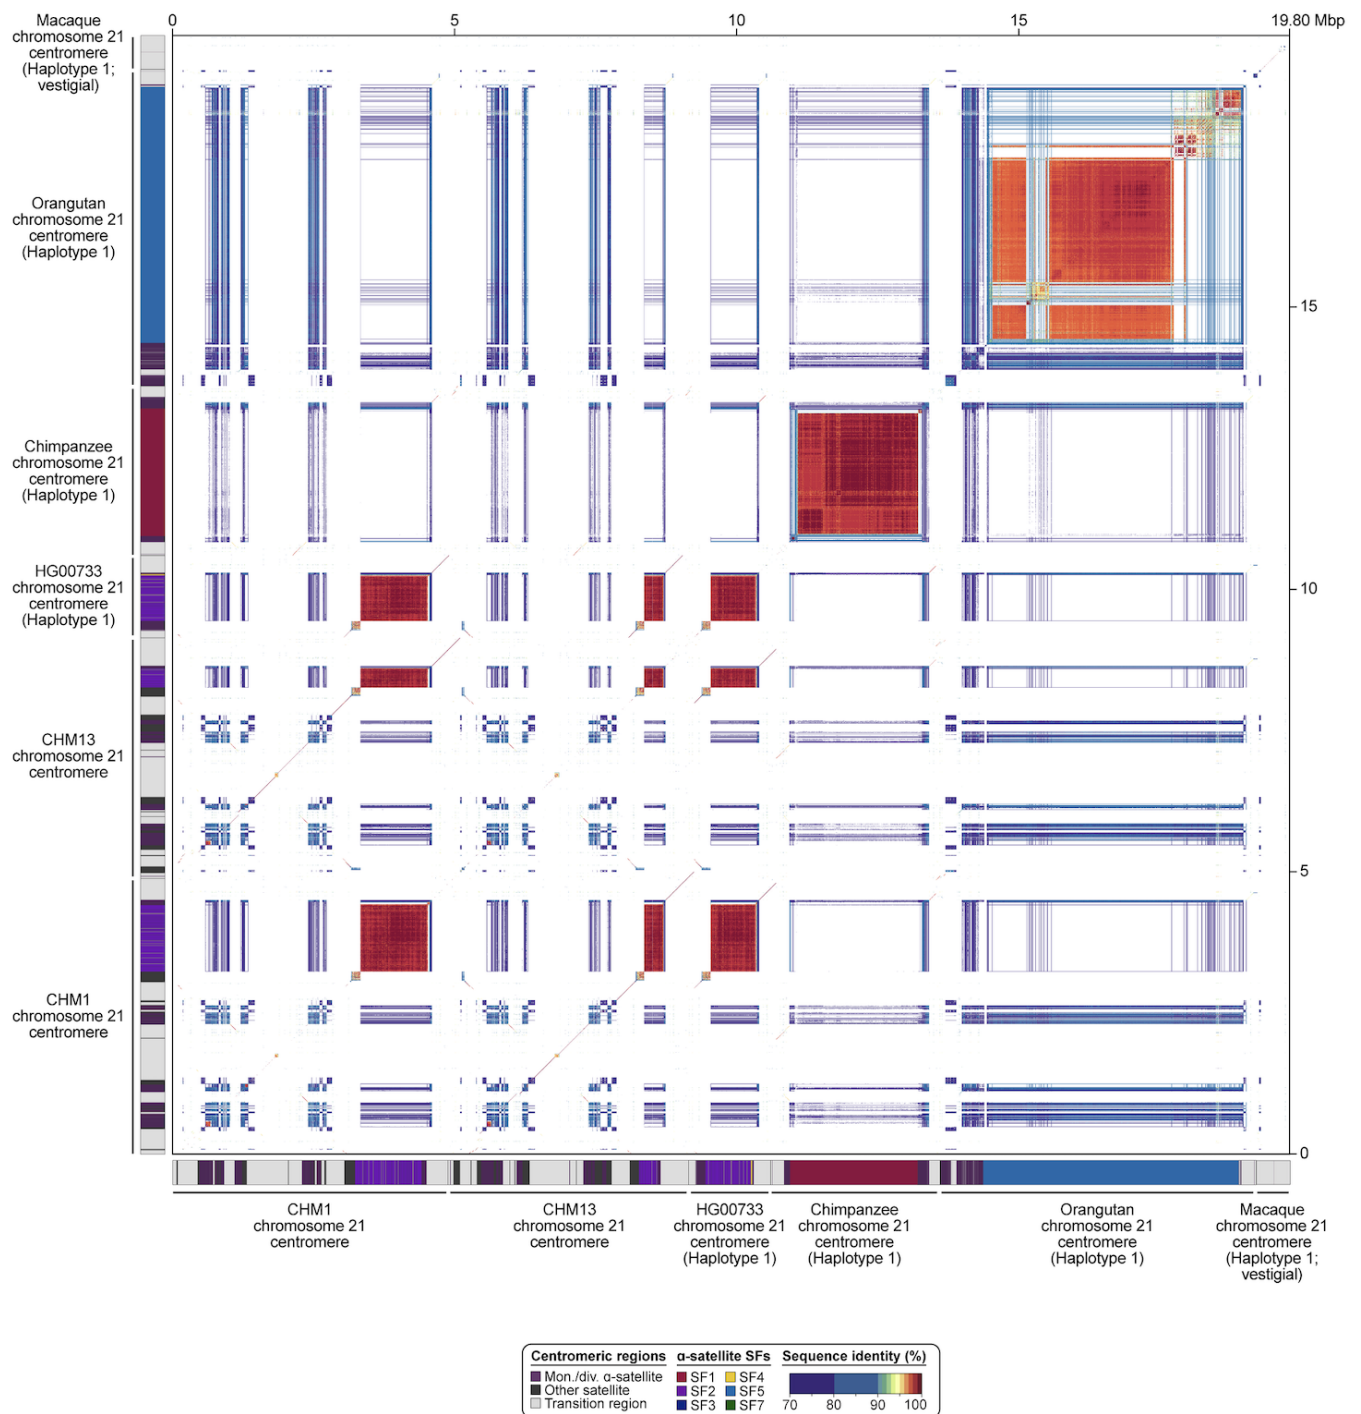 Macaque
chromosome 21
centromere
(Haplotype 1;
vestigial)
0
5
10
15
19.80 Mbp
Orangutan
chromosome 21
centromere
(Haplotype 1)
15
Chimpanzee
chromosome 21
centromere
(Haplotype 1)
HG00733
chromosome 21
centromere
(Haplotype 1)
10
CHM13
chromosome 21
centromere
5
CHM1
chromosome 21
centromere
0
CHM1
chromosome 21
centromere
CHM13
chromosome 21
centromere
HG00733
chromosome 21
centromere
(Haplotype 1)
Chimpanzee
chromosome 21
centromere
(Haplotype 1)
Orangutan
chromosome 21
centromere
(Haplotype 1)
Macaque
chromosome 21
centromere
(Haplotype 1;
vestigial)
Centromeric regions
Mon./div. α-satellite
Other satellite
Transition region
α-satellite SFs
SF1
SF2
SF3
SF4
SF5
SF7
Sequence identity (%)
70
80
90
100